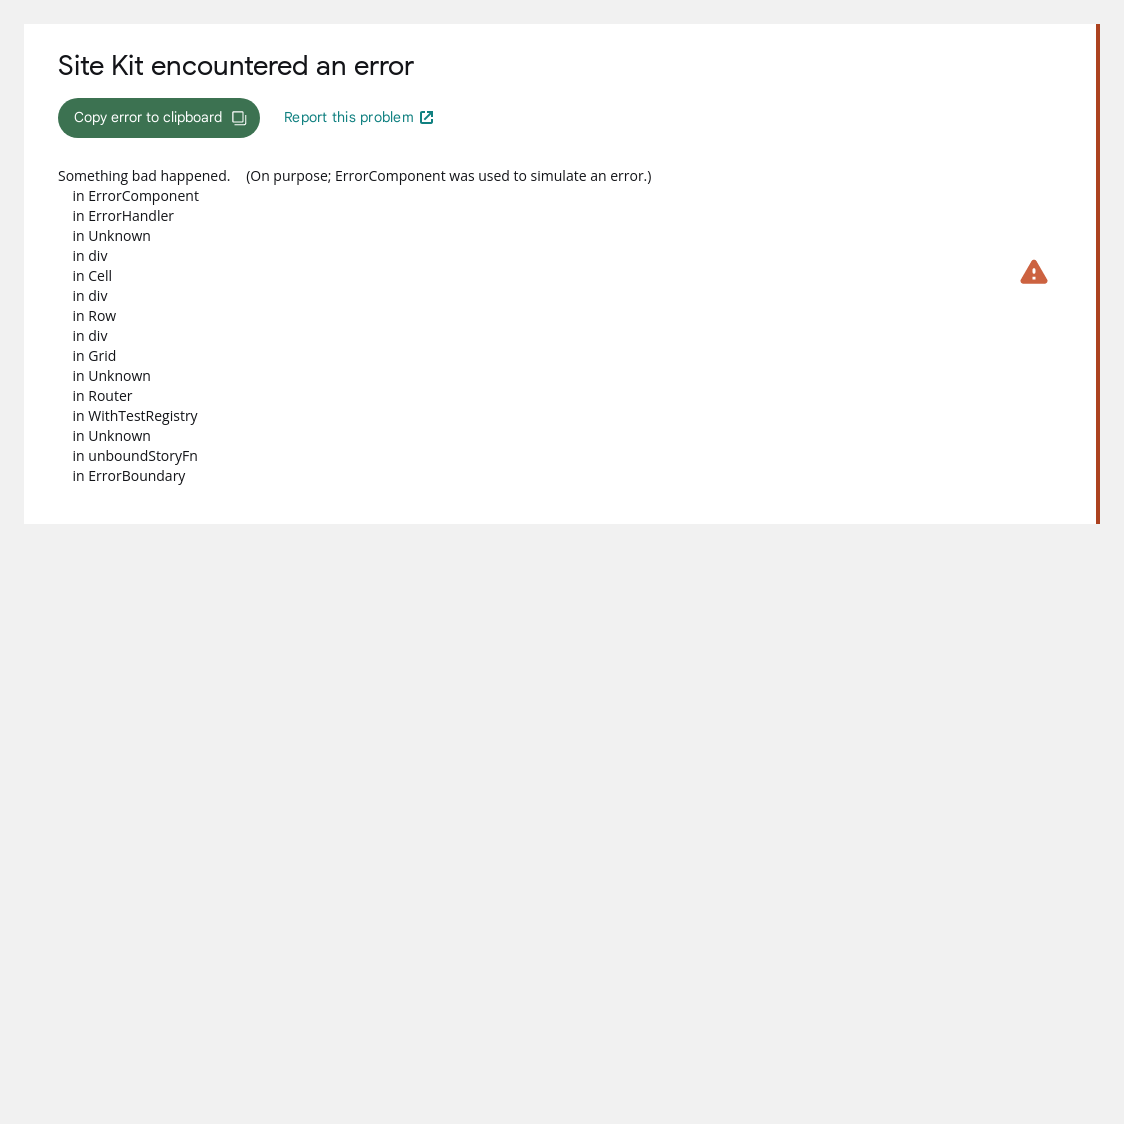 Site Kit encountered an error
Copy error to clipboard
Report this problem
Something bad happened. (On purpose; ErrorComponent was used to simulate an error.)
in ErrorComponent
in ErrorHandler
in Unknown
in div
in Cell
in div
in Row
in div
in Grid
in Unknown
in Router
in WithTestRegistry
in Unknown
in unboundStoryFn
in ErrorBoundary